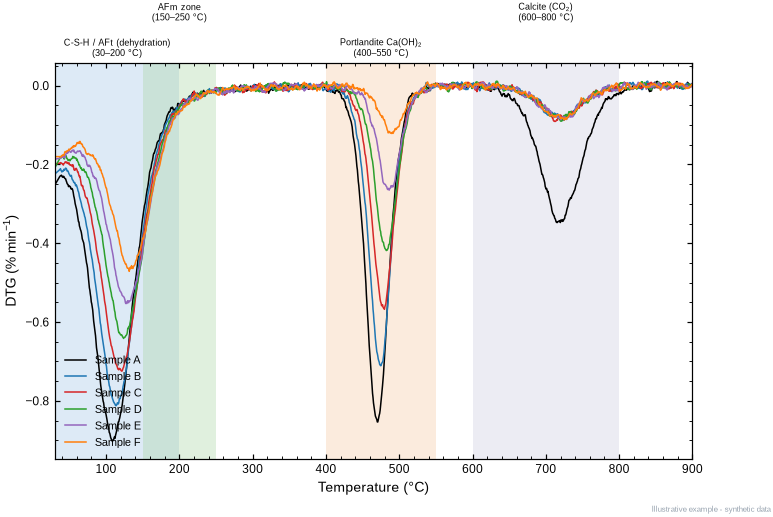 AFm zone
(150–250 °C)
Calcite (CO₂)
(600–800 °C)
C-S-H / AFt (dehydration)
(30–200 °C)
Portlandite Ca(OH)₂
(400–550 °C)
0.0
−0.2
−0.4
−0.6
−0.8
DTG (% min⁻¹)
Sample A
Sample B
Sample C
Sample D
Sample E
Sample F
100 200 300 400 500 600 700 800 900
Temperature (°C)
Illustrative example - synthetic data